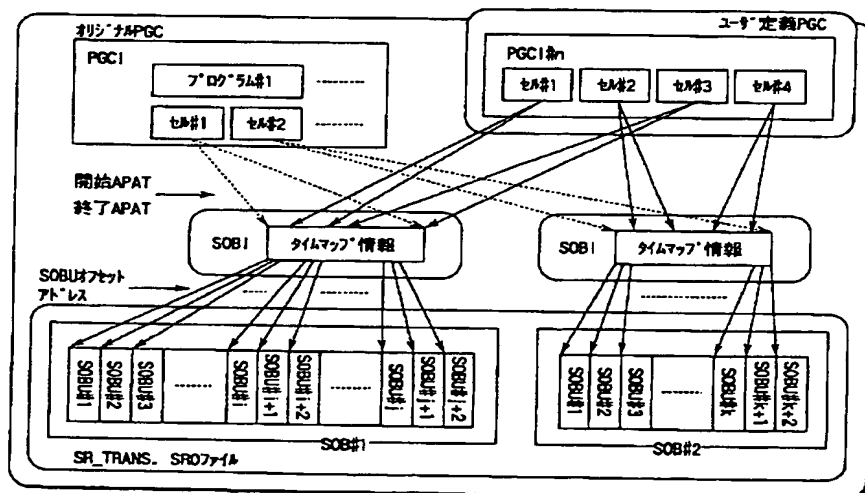 オリジナルPGC
ユーザ定義PGC
PGCI
プログラム#1
セル#1 セル#2
PGCI#n
セル#1 セル#2 セル#3 セル#4
開始APAT
終了APAT
SOBI タイムマップ情報
SOBI タイムマップ情報
SOBUオフセット
アドレス
SOBU#1 SOBU#2 SOBU#3 SOBU#i SOBU#i+1 SOBU#i+2 SOBU#j SOBU#j+1 SOBU#j+2
SOBU#1 SOBU#2 SOBU#3 SOBU#k SOBU#k+1 SOBU#k+2
SOB#1
SOB#2
SR_TRANS. SROファイル